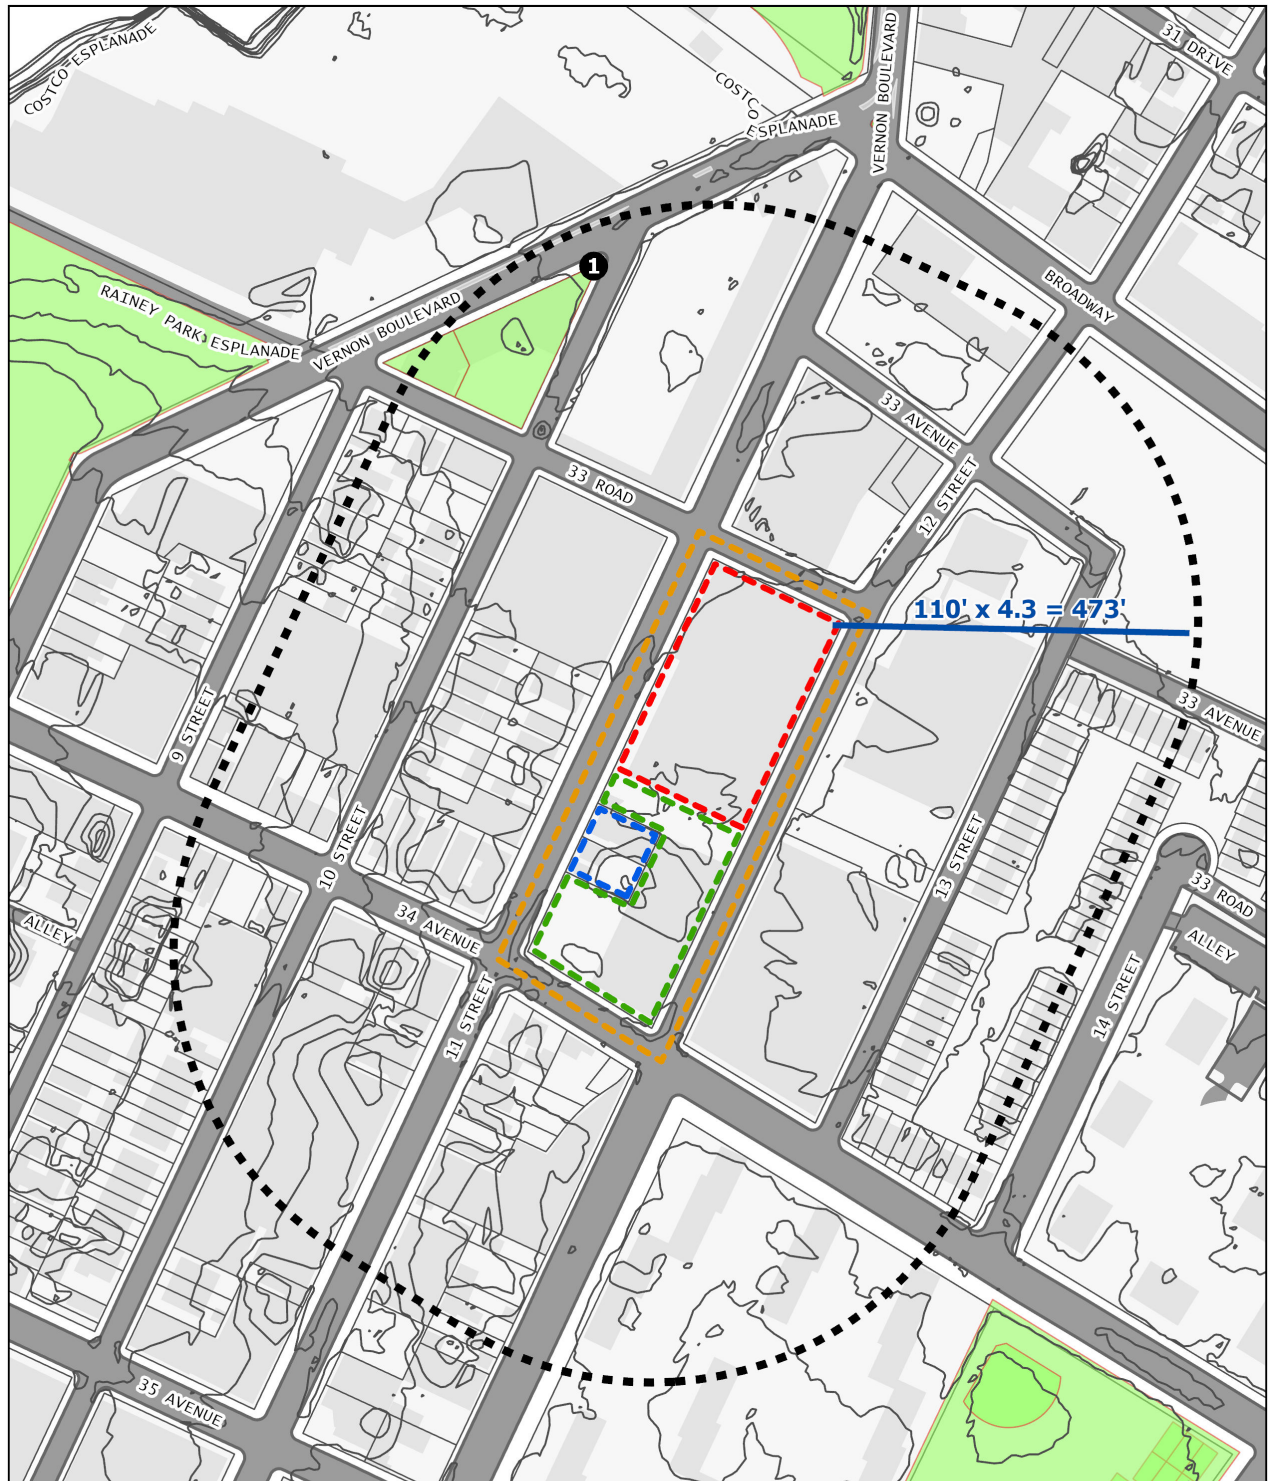 COSTCO ESPLANADE
31 DRIVE
VERNON BOULEVARD
COSTCO
ESPLANADE
1
RAINEY PARK ESPLANADE
VERNON BOULEVARD
BROADWAY
33 AVENUE
33 ROAD
12 STREET
110' x 4.3 = 473'
33 AVENUE
9 STREET
10 STREET
13 STREET
33 ROAD
34 AVENUE
ALLEY
ALLEY
11 STREET
14 STREET
35 AVENUE